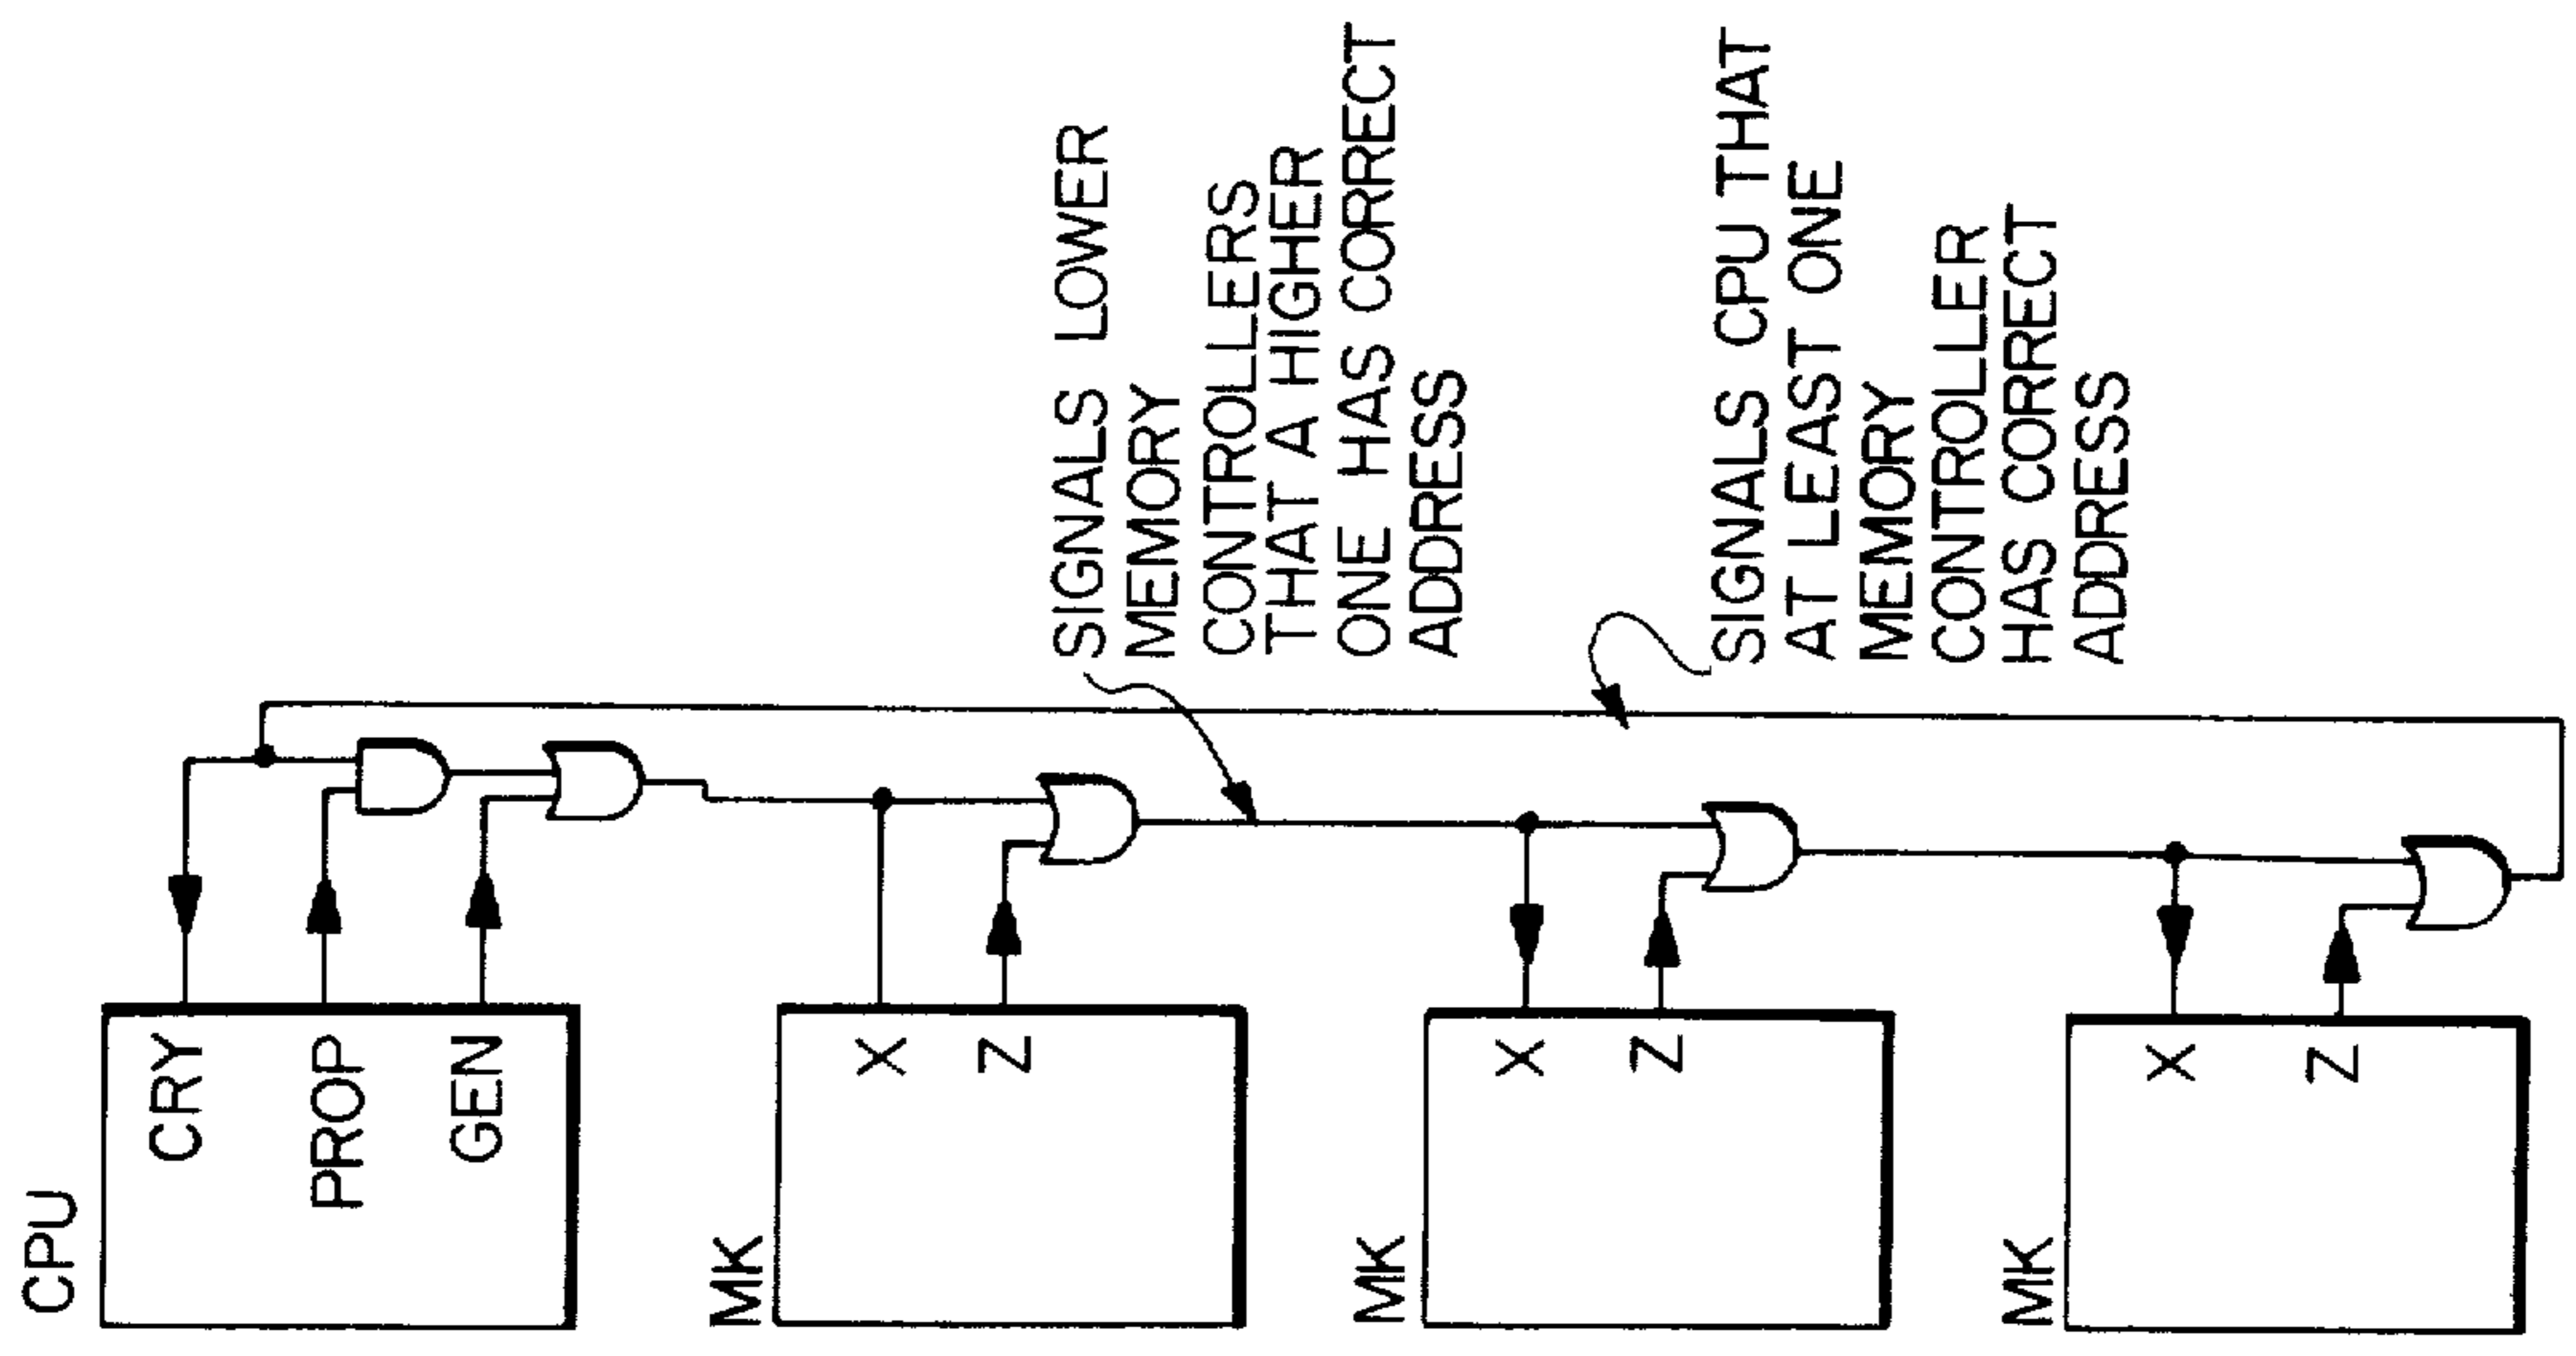 CPU
CRY
PROP
GEN
MK
X
Z
MK
X
Z
MK
X
Z
SIGNALS LOWER
MEMORY
CONTROLLERS
THAT A HIGHER
ONE HAS CORRECT
ADDRESS
SIGNALS CPU THAT
AT LEAST ONE
MEMORY
CONTROLLER
HAS CORRECT
ADDRESS